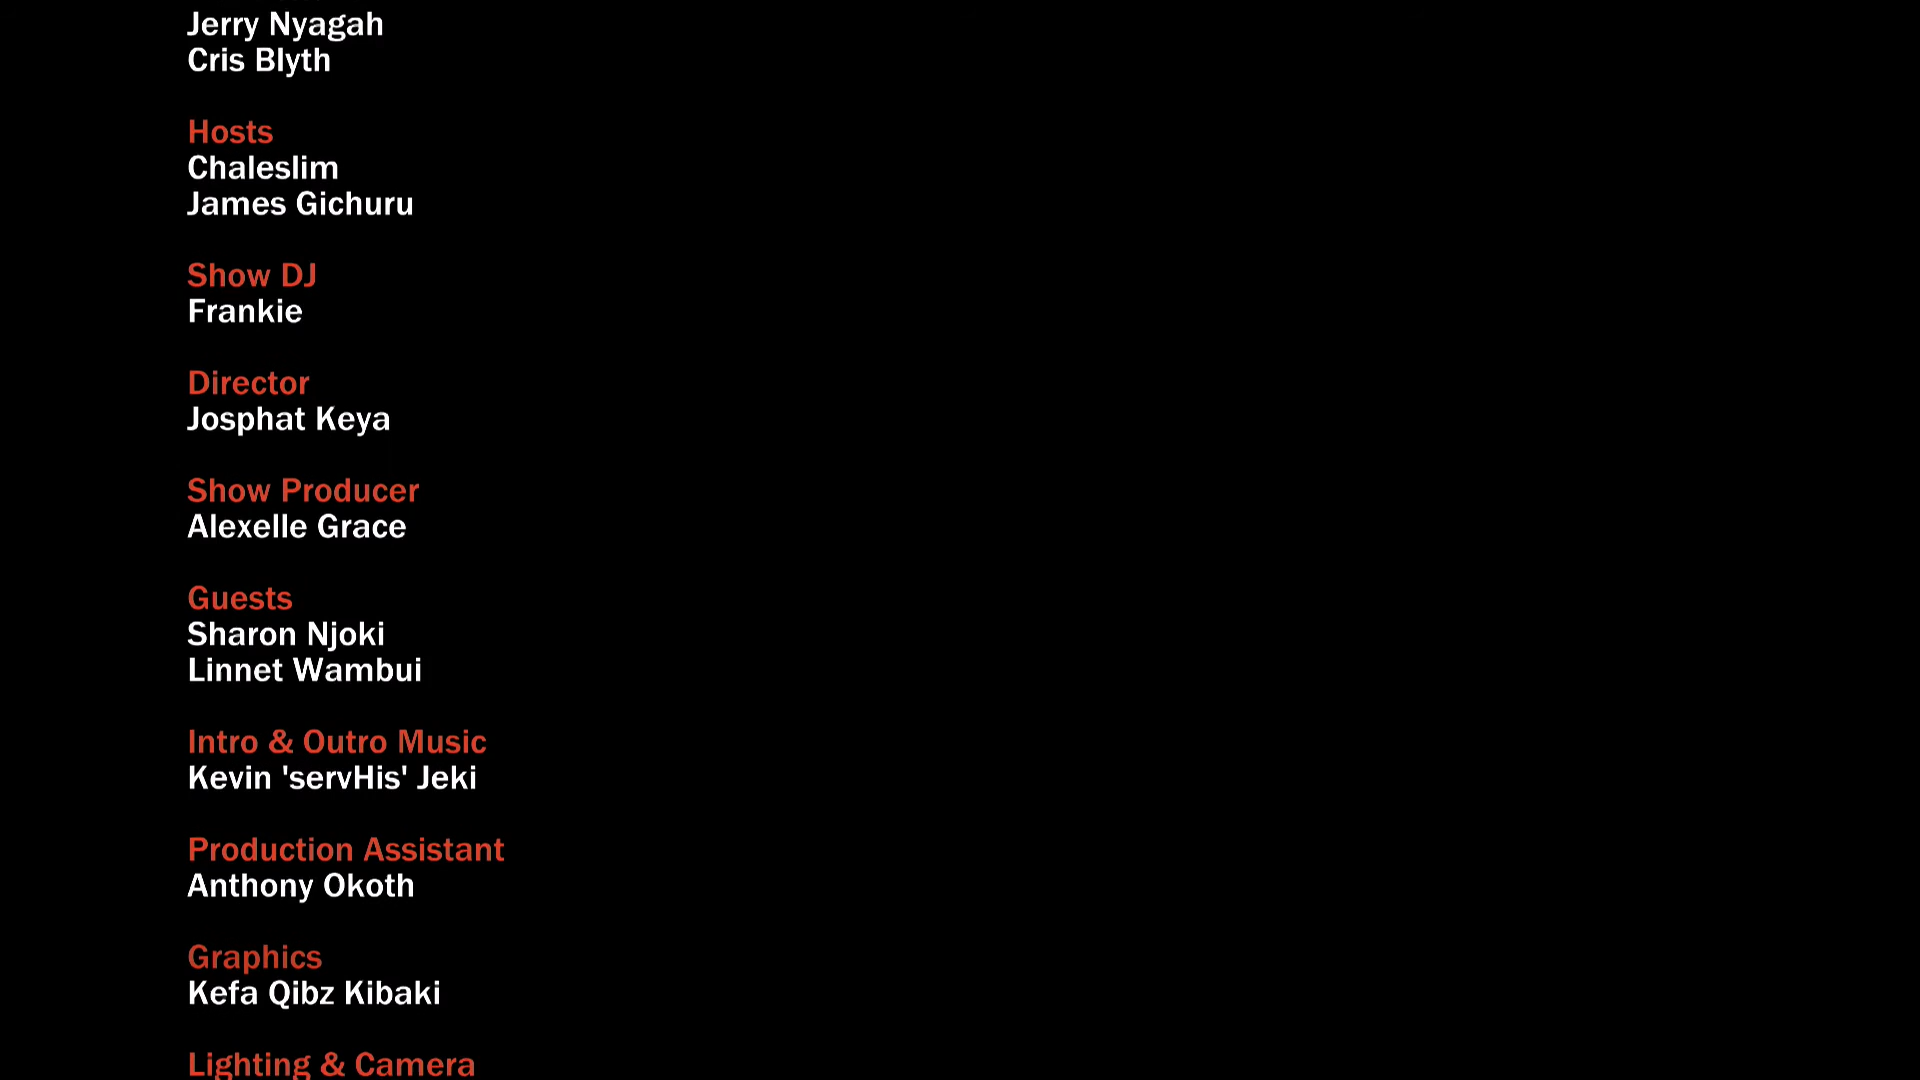 Jerry Nyagah
Cris Blyth
Hosts
Chaleslim
James Gichuru
Show DJ
Frankie
Director
Josphat Keya
Show Producer
Alexelle Grace
Guests
Sharon Njoki
Linnet Wambui
Intro & Outro Music
Kevin 'servHis' Jeki
Production Assistant
Anthony Okoth
Graphics
Kefa Qibz Kibaki
Lighting & Camera